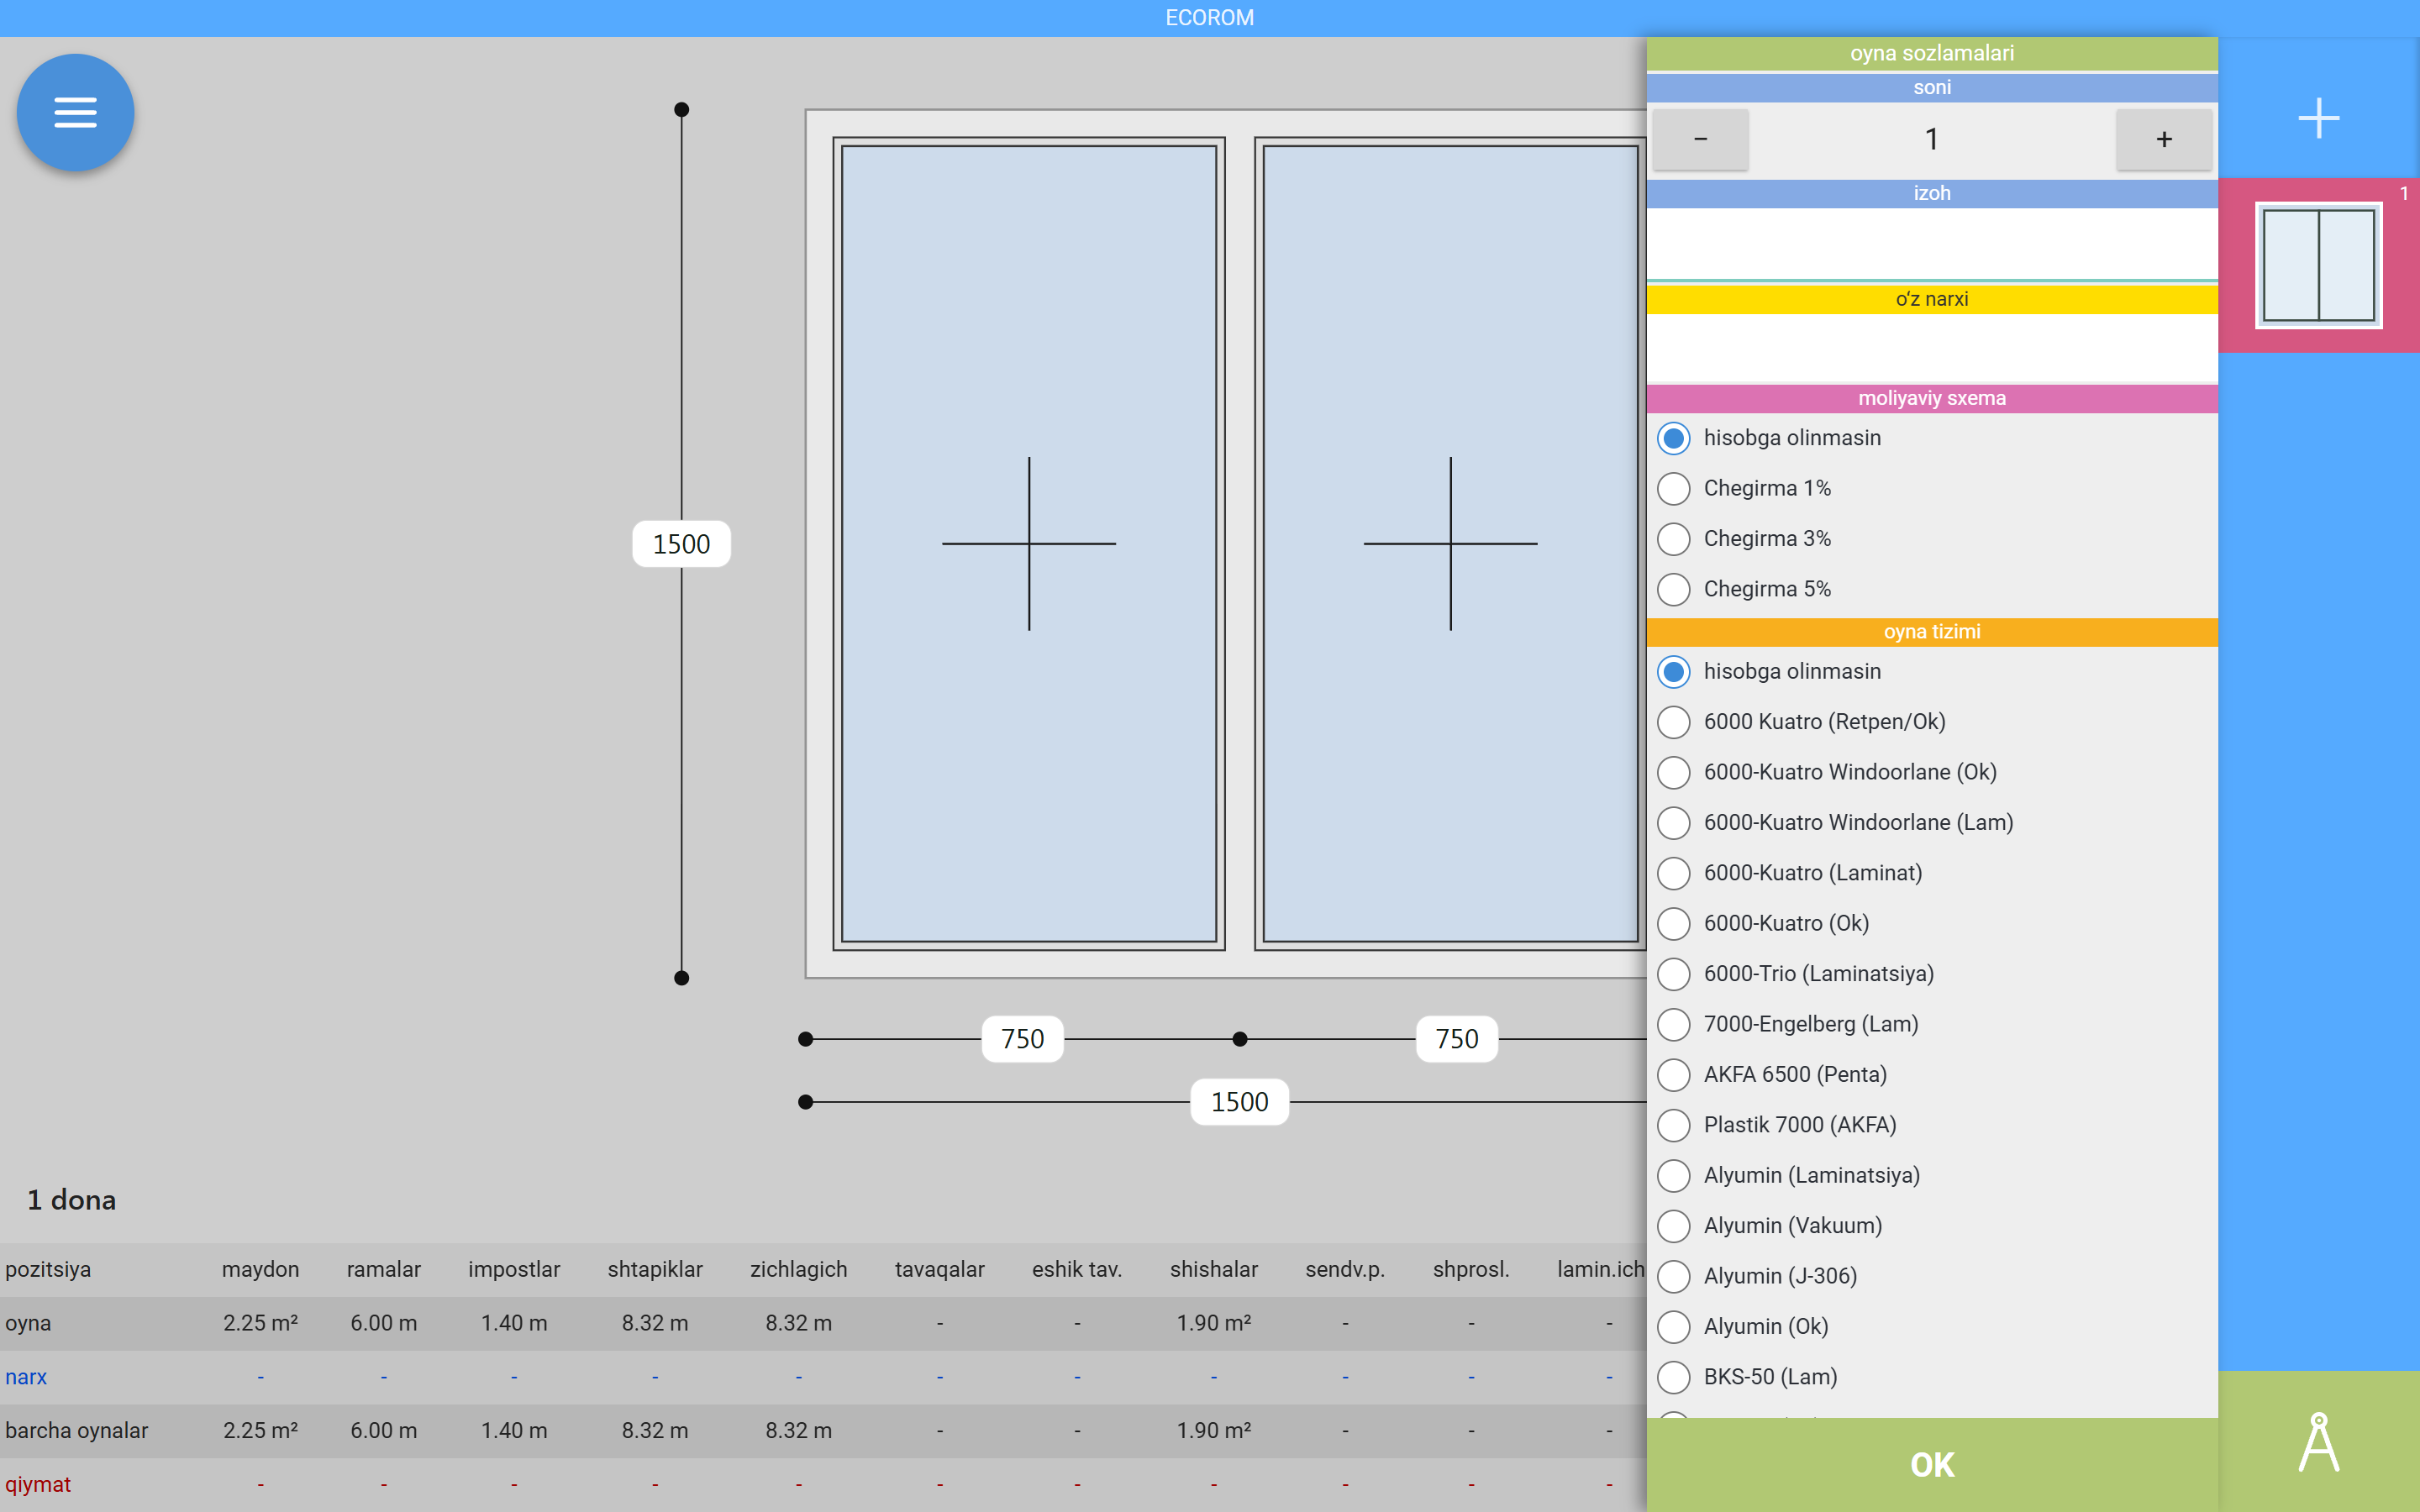 ECOROM
oyna sozlamalari
soni
− 1 +
izoh
o‘z narxi
moliyaviy sxema
hisobga olinmasin
Chegirma 1%
Chegirma 3%
Chegirma 5%
oyna tizimi
hisobga olinmasin
6000 Kuatro (Retpen/Ok)
6000-Kuatro Windoorlane (Ok)
6000-Kuatro Windoorlane (Lam)
6000-Kuatro (Laminat)
6000-Kuatro (Ok)
6000-Trio (Laminatsiya)
7000-Engelberg (Lam)
AKFA 6500 (Penta)
Plastik 7000 (AKFA)
Alyumin (Laminatsiya)
Alyumin (Vakuum)
Alyumin (J-306)
Alyumin (Ok)
BKS-50 (Lam)
OK
1
1500
750 750
1500
1 dona
pozitsiya maydon ramalar impostlar shtapiklar zichlagich tavaqalar eshik tav. shishalar sendv.p. shprosl. lamin.ich
oyna 2.25 m² 6.00 m 1.40 m 8.32 m 8.32 m - - 1.90 m² - - -
narx - - - - - - - - - - -
barcha oynalar 2.25 m² 6.00 m 1.40 m 8.32 m 8.32 m - - 1.90 m² - - -
qiymat - - - - - - - - - - -